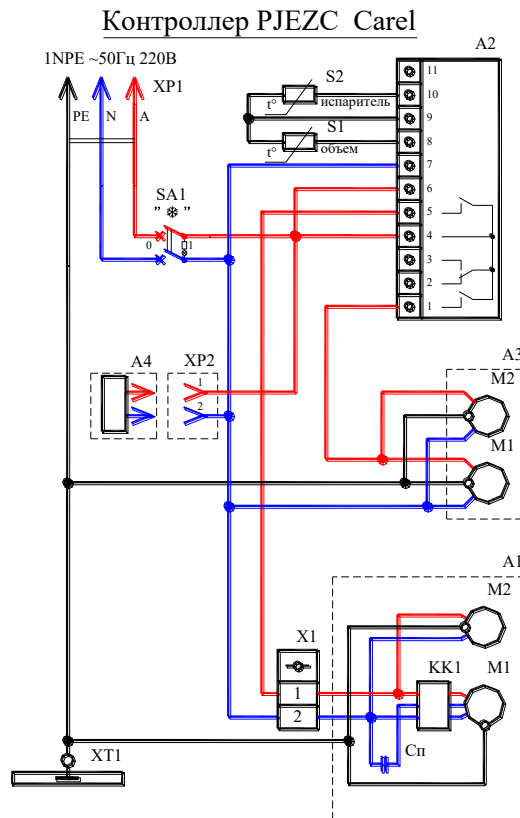 Контроллер PJEZC Carel
1NPE ~50Гц 220В
XP1
A2
PE
N
A
11
S2
t°
испаритель
10
9
S1
t°
объем
8
7
6
SA1
" "
5
0
1
4
3
2
1
A4
XP2
1
2
A3
M2
M1
A1
M2
X1
KK1
M1
1
2
Сп
XT1